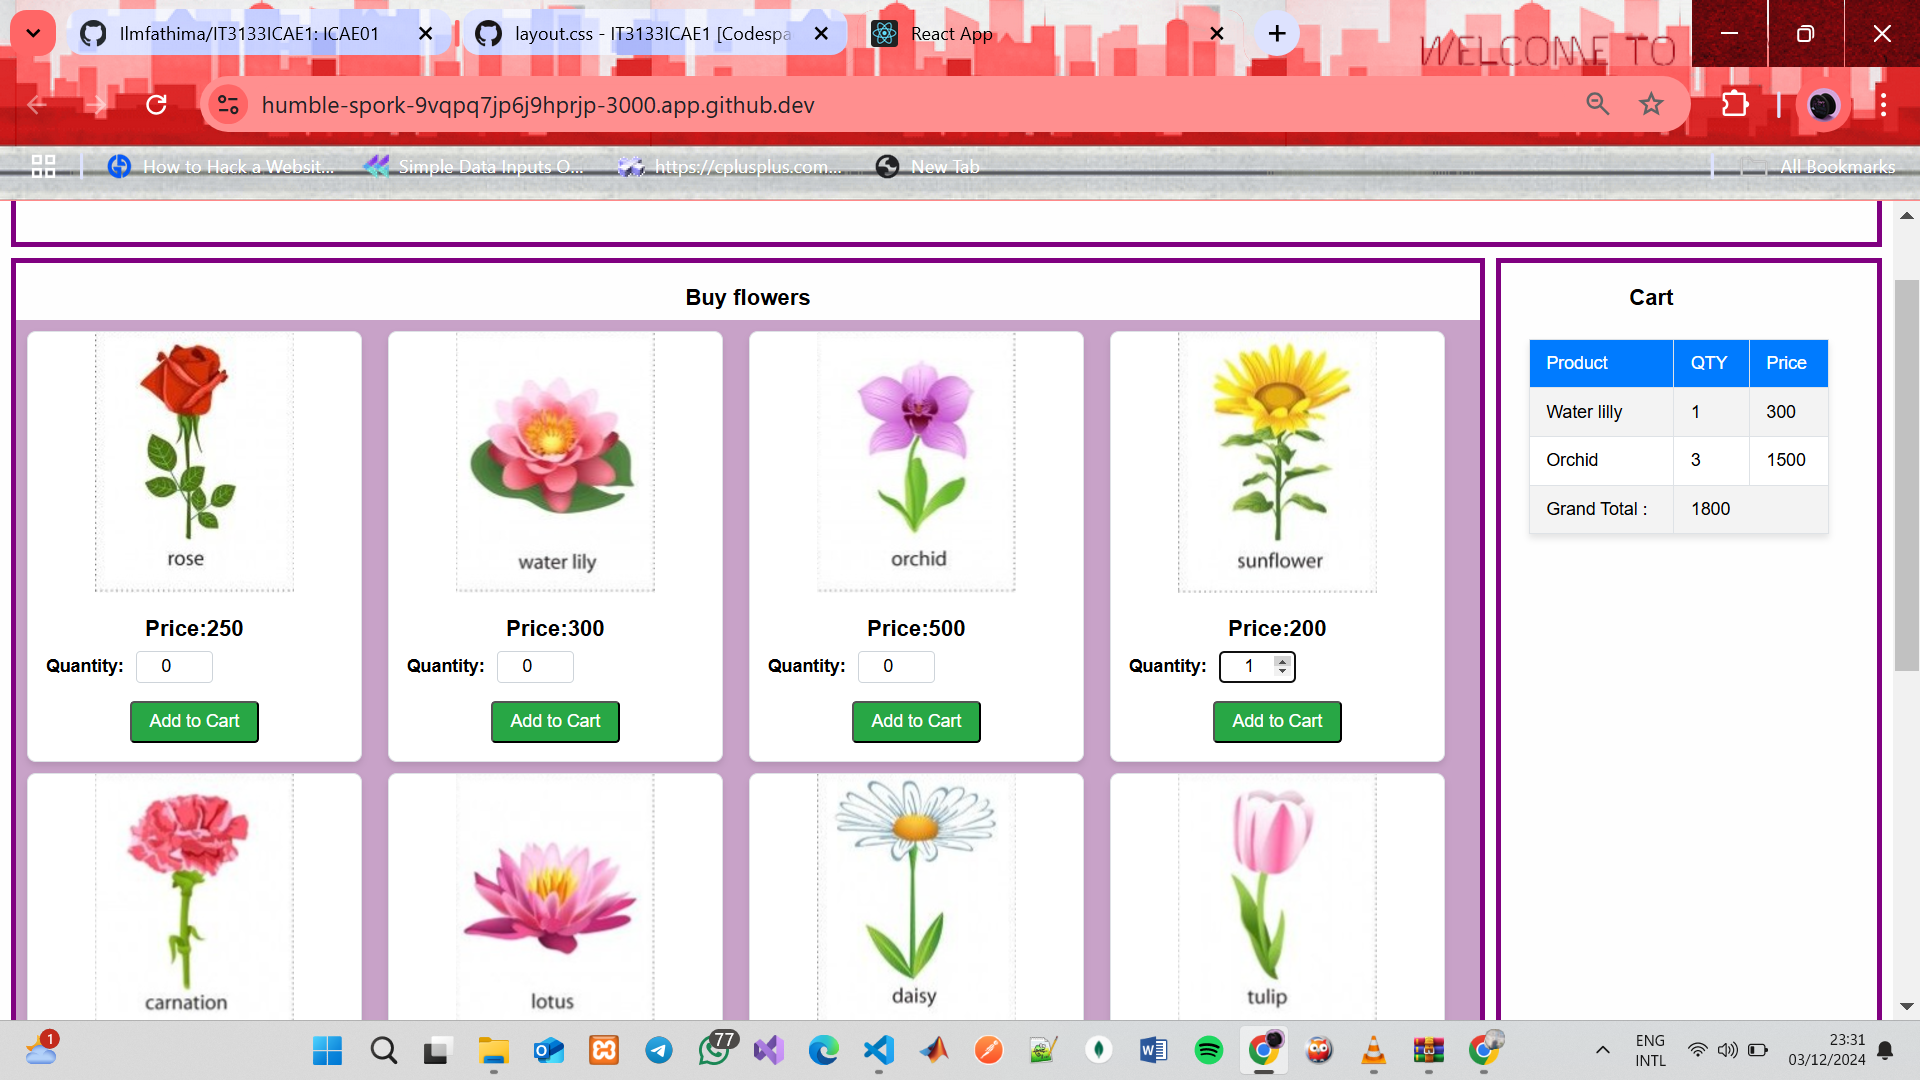 WELCOME TO
Ilmfathima/IT3133ICAE1: ICAE01
layout.css - IT3133ICAE1 [Codespa
React App
humble-spork-9vqpq7jp6j9hprjp-3000.app.github.dev
How to Hack a Websit...
Simple Data Inputs O...
https://cplusplus.com...
New Tab
All Bookmarks
Buy flowers
rose
Price:250
Quantity: 0
Add to Cart
water lily
Price:300
Quantity: 0
Add to Cart
orchid
Price:500
Quantity: 0
Add to Cart
sunflower
Price:200
Quantity: 1
Add to Cart
carnation
lotus
daisy
tulip
Cart
Product QTY Price
Water lilly 1 300
Orchid 3 1500
Grand Total : 1800
1
77
ENG
INTL
23:31
03/12/2024